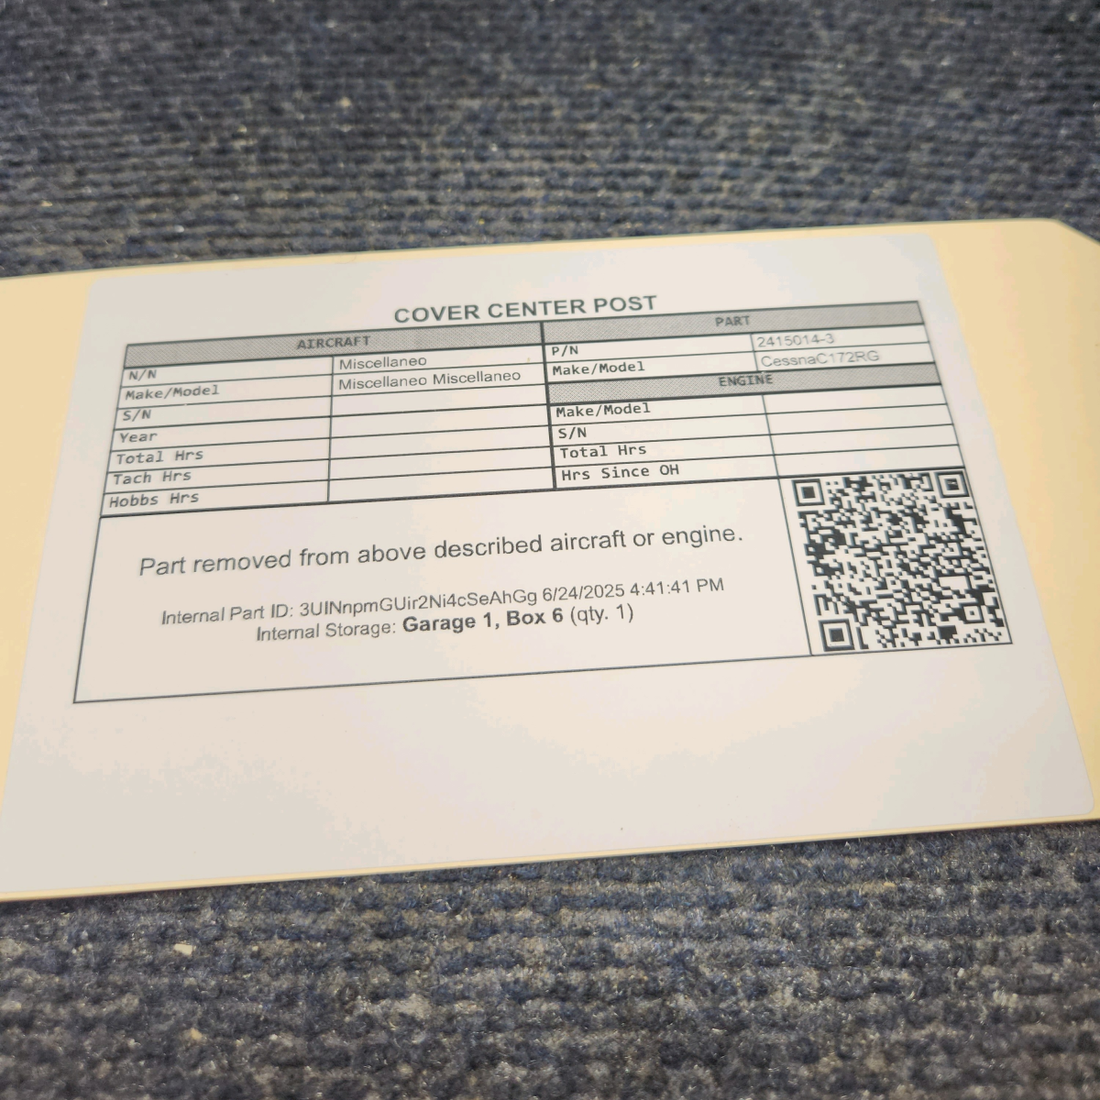 COVER CENTER POST
AIRCRAFT
N/N Miscellaneo
Make/Model Miscellaneo Miscellaneo
S/N
Year
Total Hrs
Tach Hrs
Hobbs Hrs
PART
P/N 2415014-3
Make/Model CessnaC172RG
ENGINE
Make/Model
S/N
Total Hrs
Hrs Since OH
Part removed from above described aircraft or engine.
Internal Part ID: 3UINnpmGUir2Ni4cSeAhGg 6/24/2025 4:41:41 PM
Internal Storage: Garage 1, Box 6 (qty. 1)